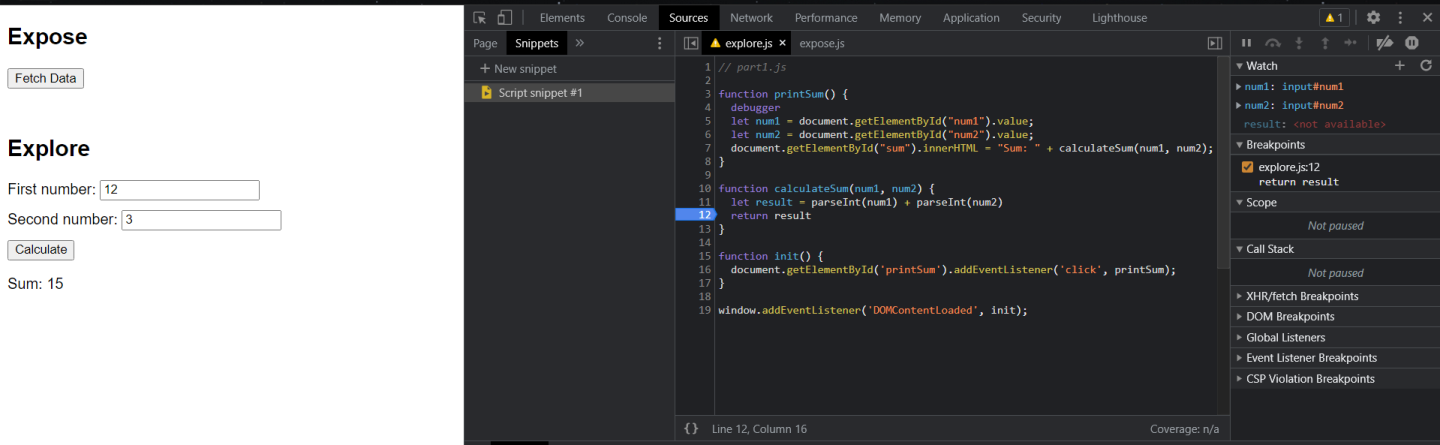 Expose
Fetch Data
Explore
First number: 12
Second number: 3
Calculate
Sum: 15
Elements Console Sources Network Performance Memory Application Security Lighthouse 1
Page Snippets »
+ New snippet
Script snippet #1
explore.js × expose.js
1 // part1.js
2
3 function printSum() {
4 debugger
5 let num1 = document.getElementById("num1").value;
6 let num2 = document.getElementById("num2").value;
7 document.getElementById("sum").innerHTML = "Sum: " + calculateSum(num1, num2);
8 }
9
10 function calculateSum(num1, num2) {
11 let result = parseInt(num1) + parseInt(num2)
12 return result
13 }
14
15 function init() {
16 document.getElementById('printSum').addEventListener('click', printSum);
17 }
18
19 window.addEventListener('DOMContentLoaded', init);
{} Line 12, Column 16 Coverage: n/a
Watch
num1: input#num1
num2: input#num2
result: <not available>
Breakpoints
explore.js:12
return result
Scope
Not paused
Call Stack
Not paused
XHR/fetch Breakpoints
DOM Breakpoints
Global Listeners
Event Listener Breakpoints
CSP Violation Breakpoints